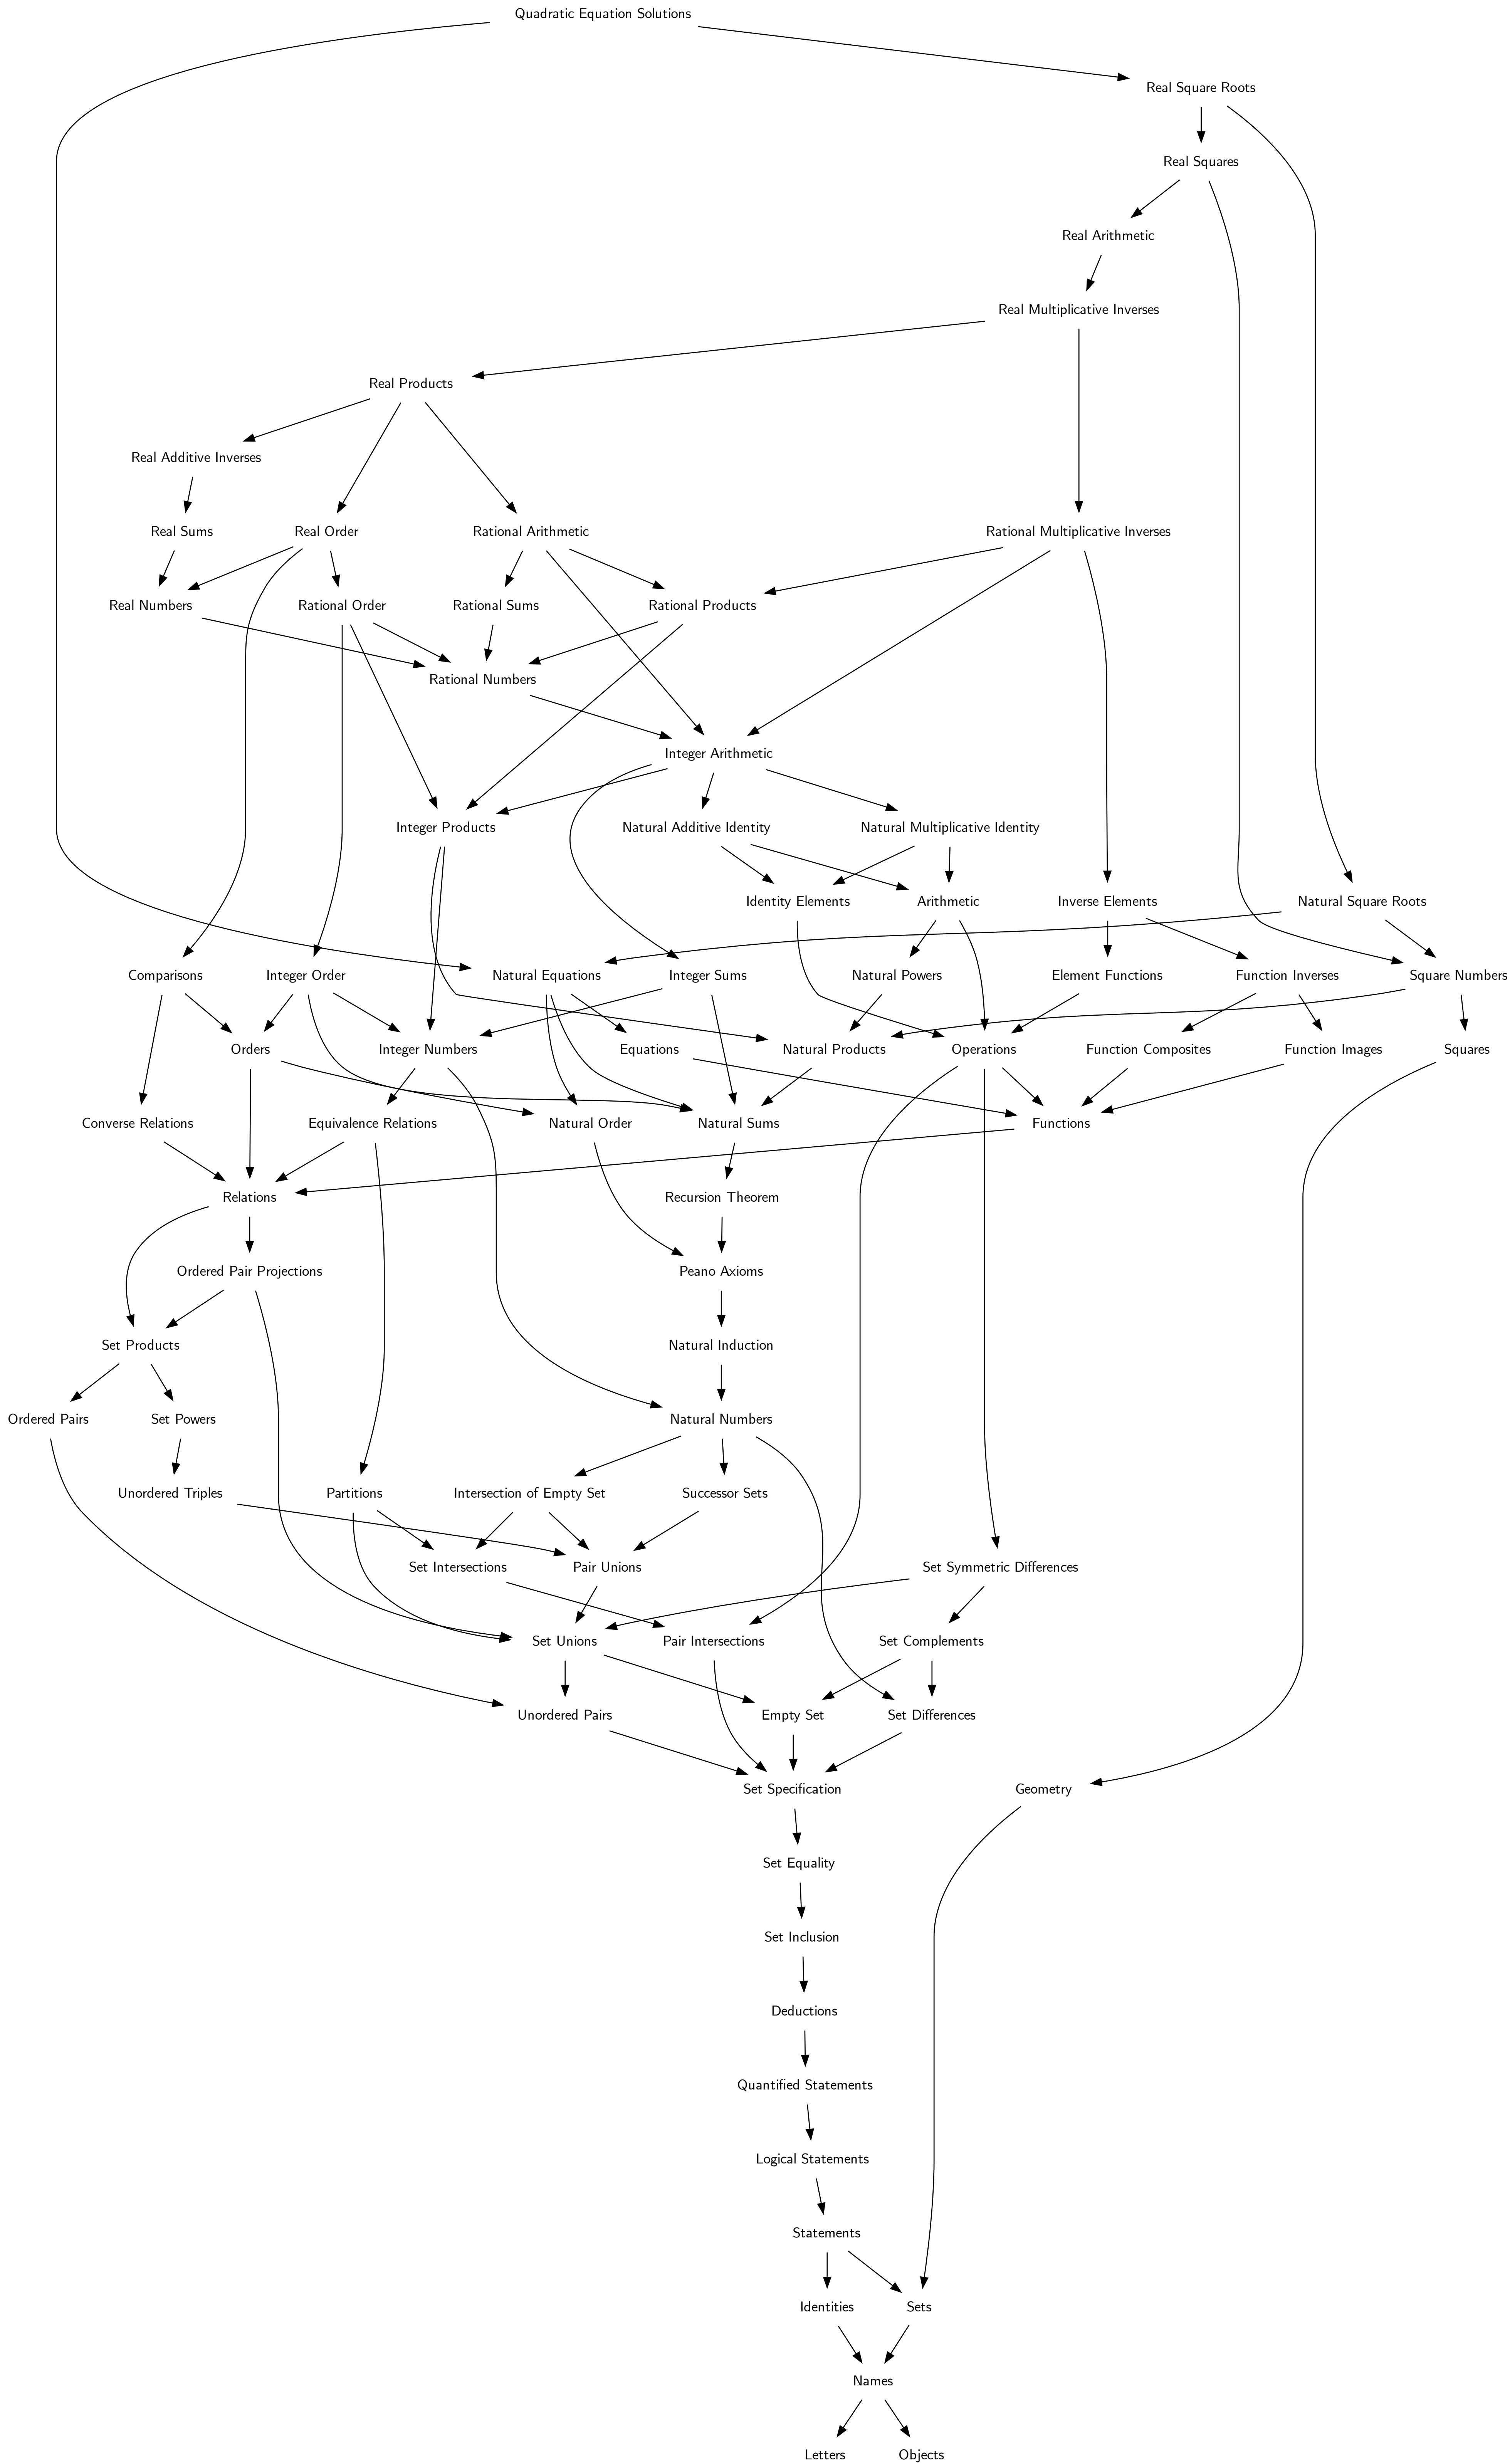 Quadratic Equation Solutions
Real Square Roots
Real Squares
Real Arithmetic
Real Multiplicative Inverses
Real Products
Real Additive Inverses
Real Sums
Real Order
Rational Arithmetic
Rational Multiplicative Inverses
Real Numbers
Rational Order
Rational Sums
Rational Products
Rational Numbers
Integer Arithmetic
Integer Products
Natural Additive Identity
Natural Multiplicative Identity
Identity Elements
Arithmetic
Inverse Elements
Natural Square Roots
Comparisons
Integer Order
Natural Equations
Integer Sums
Natural Powers
Element Functions
Function Inverses
Square Numbers
Orders
Integer Numbers
Equations
Natural Products
Operations
Function Composites
Function Images
Squares
Converse Relations
Equivalence Relations
Natural Order
Natural Sums
Functions
Relations
Recursion Theorem
Ordered Pair Projections
Peano Axioms
Set Products
Natural Induction
Ordered Pairs
Set Powers
Natural Numbers
Unordered Triples
Partitions
Intersection of Empty Set
Successor Sets
Set Intersections
Pair Unions
Set Symmetric Differences
Set Unions
Pair Intersections
Set Complements
Unordered Pairs
Empty Set
Set Differences
Set Specification
Geometry
Set Equality
Set Inclusion
Deductions
Quantified Statements
Logical Statements
Statements
Identities
Sets
Names
Letters
Objects